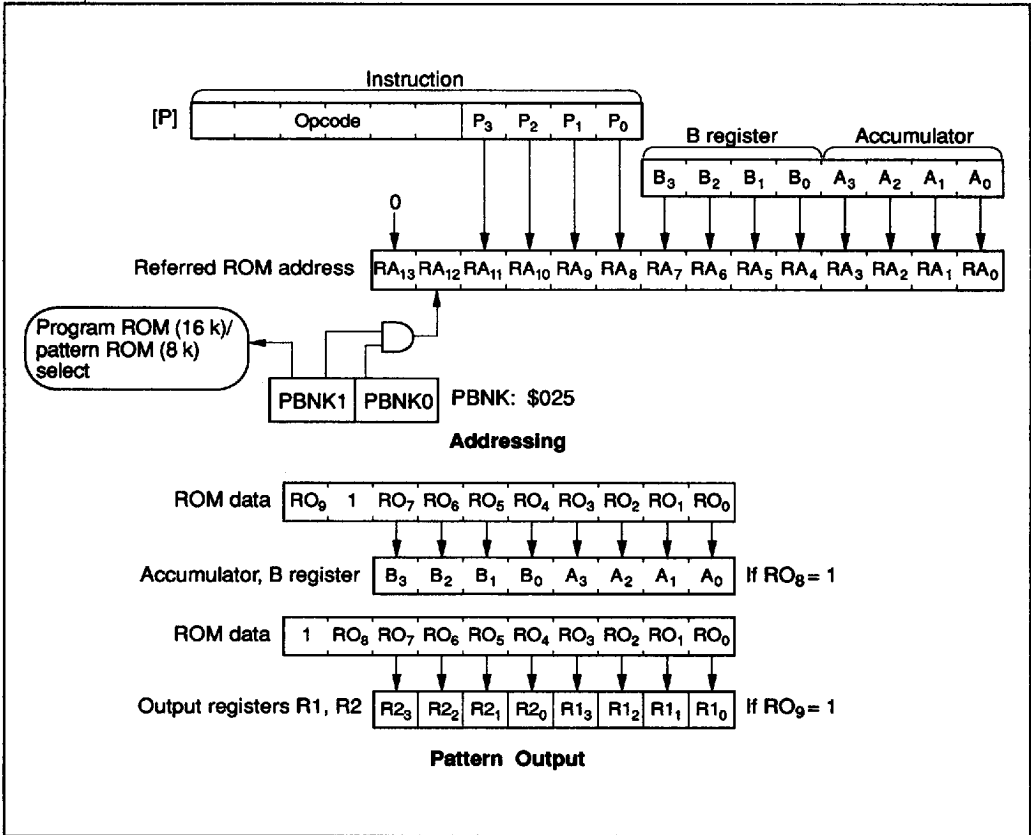 Instruction
[P] Opcode P3 P2 P1 P0
B register Accumulator
B3 B2 B1 B0 A3 A2 A1 A0
0
Referred ROM address RA13 RA12 RA11 RA10 RA9 RA8 RA7 RA6 RA5 RA4 RA3 RA2 RA1 RA0
Program ROM (16 k)/
pattern ROM (8 k)
select
PBNK1 PBNK0 PBNK: $025
Addressing
ROM data RO9 1 RO7 RO6 RO5 RO4 RO3 RO2 RO1 RO0
Accumulator, B register B3 B2 B1 B0 A3 A2 A1 A0 If RO8 = 1
ROM data 1 RO8 RO7 RO6 RO5 RO4 RO3 RO2 RO1 RO0
Output registers R1, R2 R23 R22 R21 R20 R13 R12 R11 R10 If RO9 = 1
Pattern Output